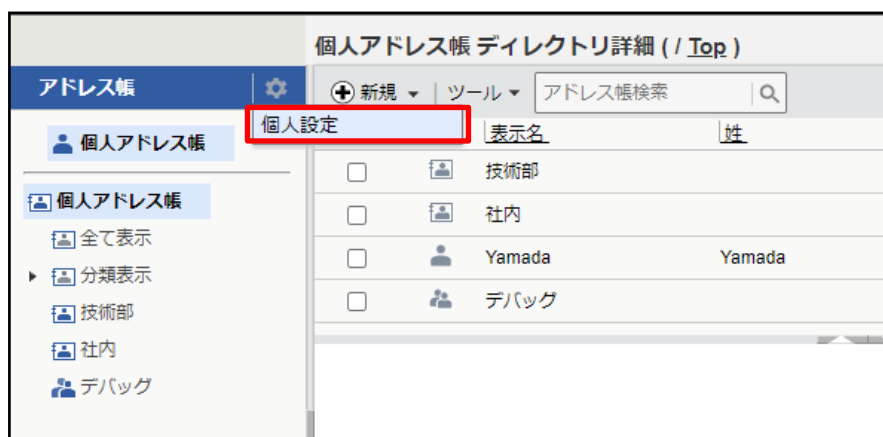 個人アドレス帳 ディレクトリ詳細 ( / Top )
アドレス帳
新規 ツール アドレス帳検索
個人設定
表示名 姓
個人アドレス帳
技術部
個人アドレス帳
社内
全て表示
Yamada Yamada
分類表示
デバッグ
技術部
社内
デバッグ